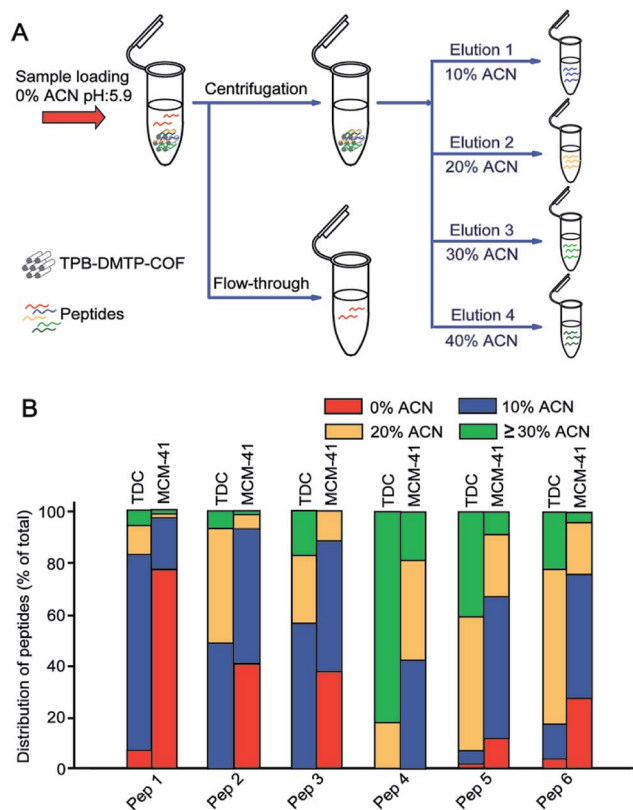 A
Sample loading
0% ACN pH:5.9
Centrifugation
Flow-through
Elution 1
10% ACN
Elution 2
20% ACN
Elution 3
30% ACN
Elution 4
40% ACN
TPB-DMTP-COF
Peptides
B
0% ACN
10% ACN
20% ACN
≥ 30% ACN
TDC
MCM-41
TDC
MCM-41
TDC
MCM-41
TDC
MCM-41
TDC
MCM-41
TDC
MCM-41
Distribution of peptides (% of total)
100
80
60
40
20
0
Pep 1
Pep 2
Pep 3
Pep 4
Pep 5
Pep 6